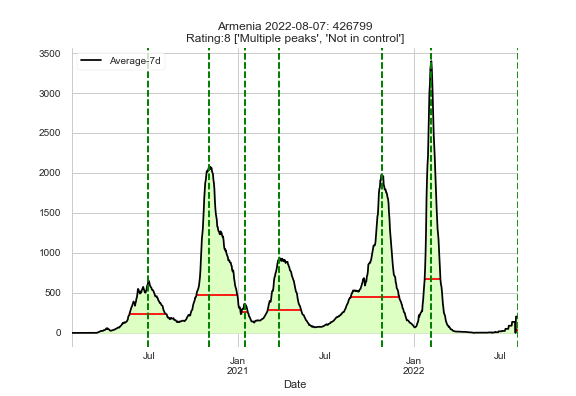 Armenia 2022-08-07: 426799
Rating:8 ['Multiple peaks', 'Not in control']
3500
Average-7d
3000
2500
2000
1500
1000
500
0
Jul
Jan
2021
Jul
Jan
2022
Jul
Date